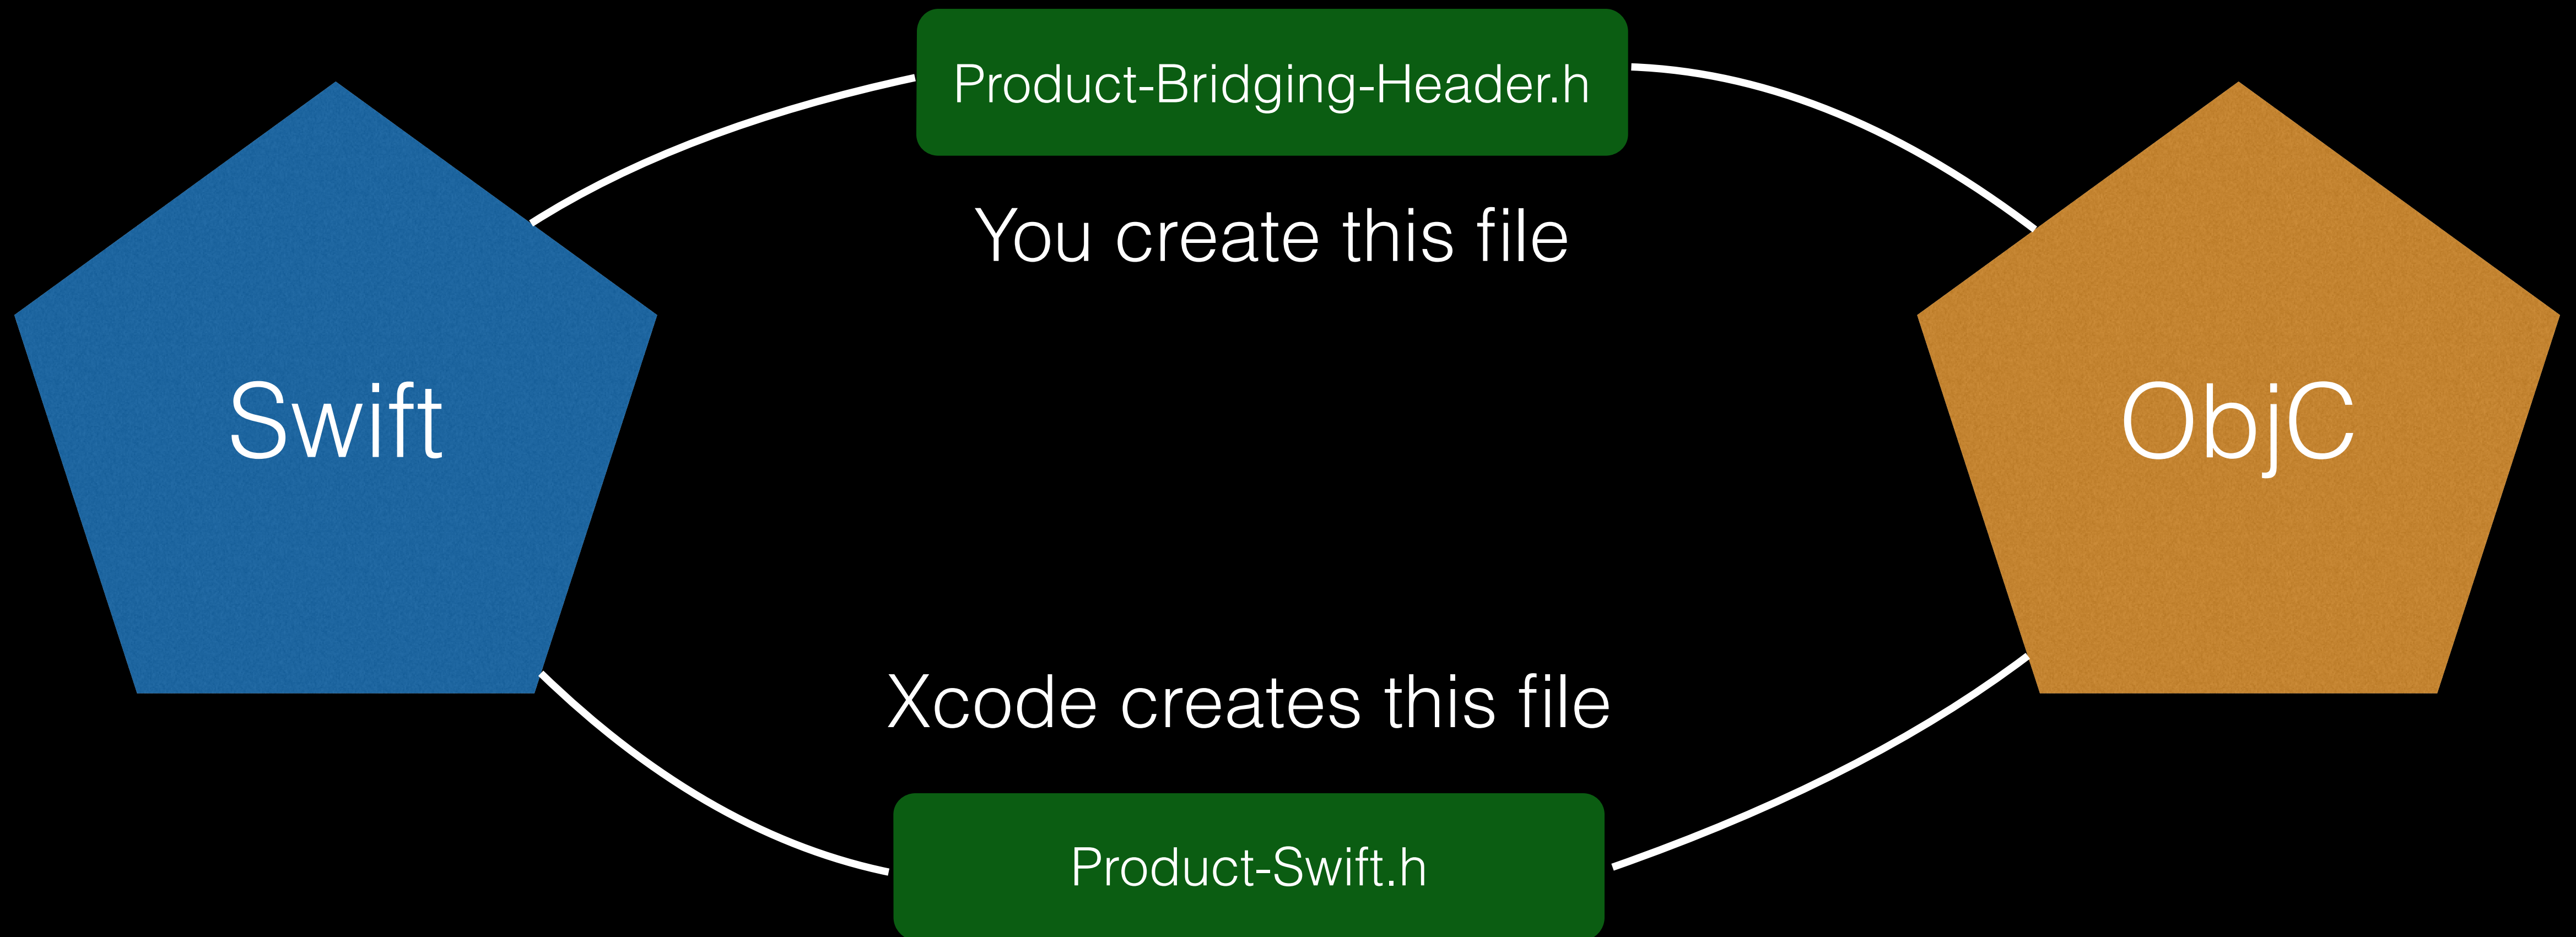 Product-Bridging-Header.h
You create this file
Swift
ObjC
Xcode creates this file
Product-Swift.h